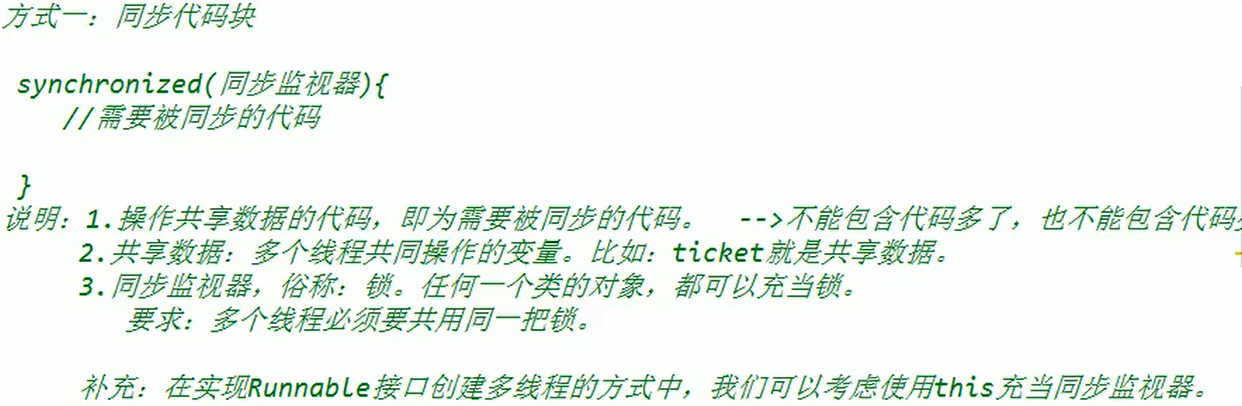 方式一：同步代码块
synchronized(同步监视器){
//需要被同步的代码
}
说明：1.操作共享数据的代码，即为需要被同步的代码。 -->不能包含代码多了，也不能包含代码
2.共享数据：多个线程共同操作的变量。比如：ticket就是共享数据。
3.同步监视器，俗称：锁。任何一个类的对象，都可以充当锁。
要求：多个线程必须要共用同一把锁。
补充：在实现Runnable接口创建多线程的方式中，我们可以考虑使用this充当同步监视器。